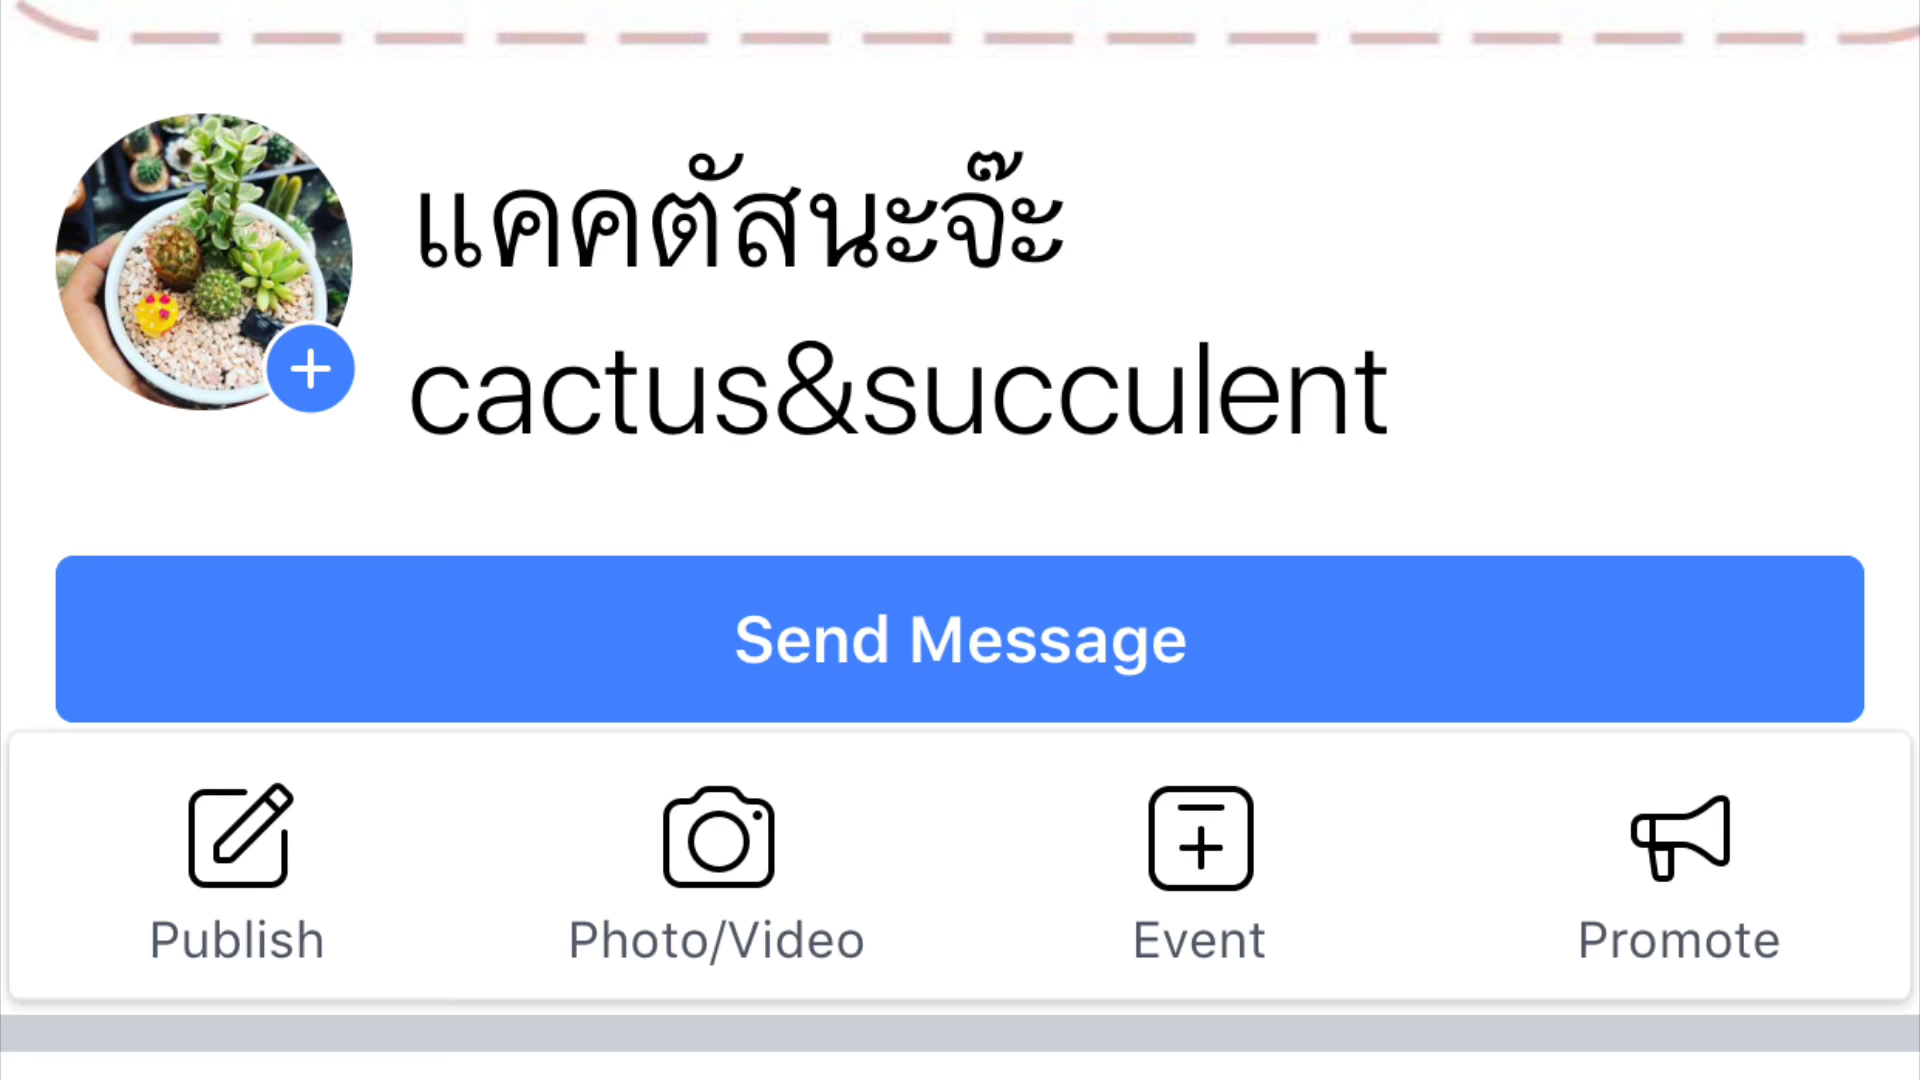 แคคตัสนะจ๊ะ
cactus&succulent
Send Message
Publish
Photo/Video
Event
Promote